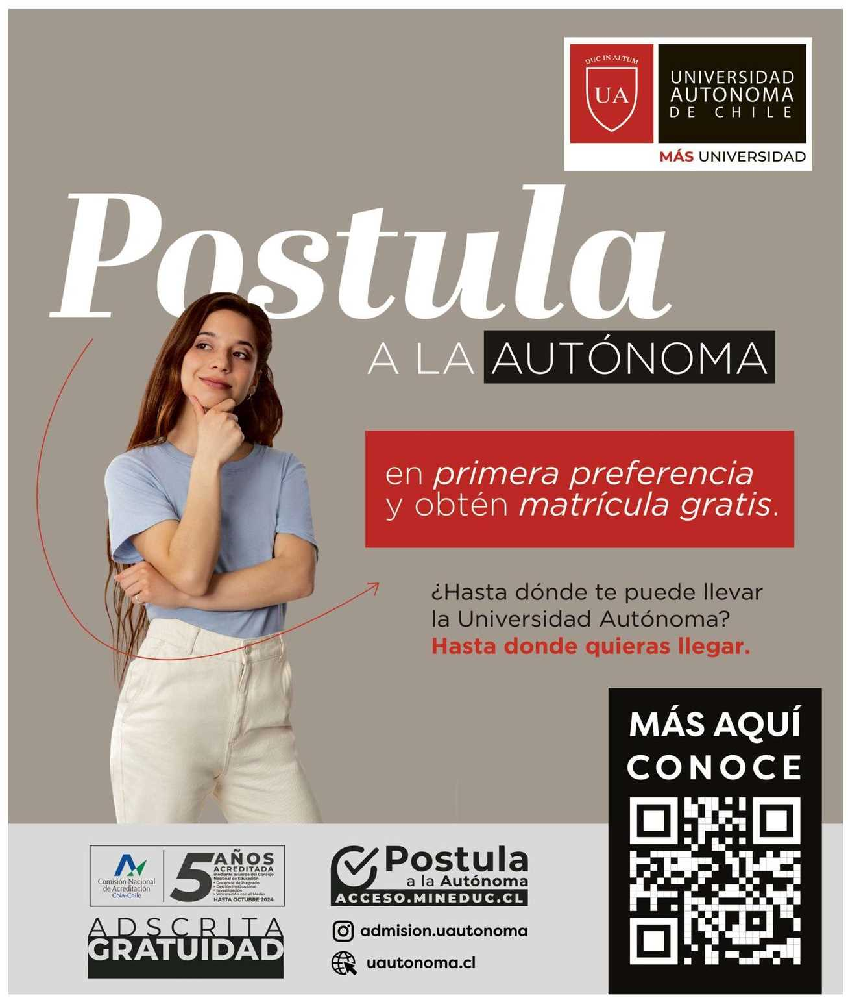 DUC IN ALTUM
UA
UNIVERSIDAD
AUTONOMA
DE CHILE
MÁS UNIVERSIDAD
Postula
A LA AUTÓNOMA
en primera preferencia
y obtén matrícula gratis.
¿Hasta dónde te puede llevar
la Universidad Autónoma?
Hasta donde quieras llegar.
MÁS AQUÍ
CONOCE
Comisión Nacional
de Acreditación
CNA-Chile
5 AÑOS
ACREDITADA
mediante acuerdo del Consejo
Nacional de Educación
• Docencia de Pregrado
• Gestión Institucional
• Investigación
• Vinculación con el Medio
HASTA OCTUBRE 2024
ADSCRITA
GRATUIDAD
Postula
a la Autónoma
ACCESO.MINEDUC.CL
admision.uautonoma
uautonoma.cl